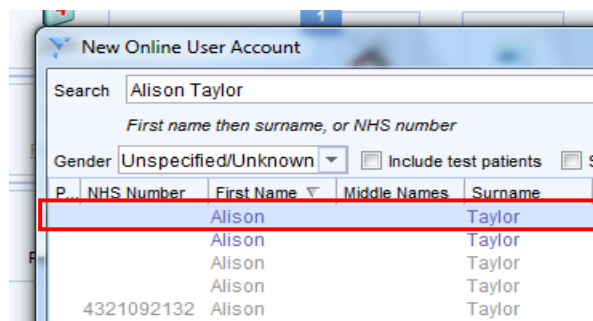 4
1
New Online User Account
Search Alison Taylor
First name then surname, or NHS number
Gender Unspecified/Unknown Include test patients S
P... NHS Number First Name Middle Names Surname
Alison Taylor
Alison Taylor
Alison Taylor
Alison Taylor
4321092132 Alison Taylor